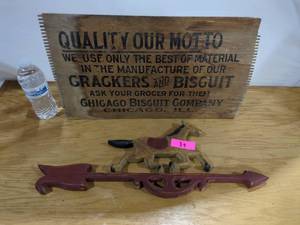 QUALITY OUR MOTTO
WE USE ONLY THE BEST OF MATERIAL
IN THE MANUFACTURE OF OUR
CRACKERS AND BISCUIT
ASK YOUR GROCER FOR THEM
CHICAGO BISCUIT COMPANY
CHICAGO, ILL.